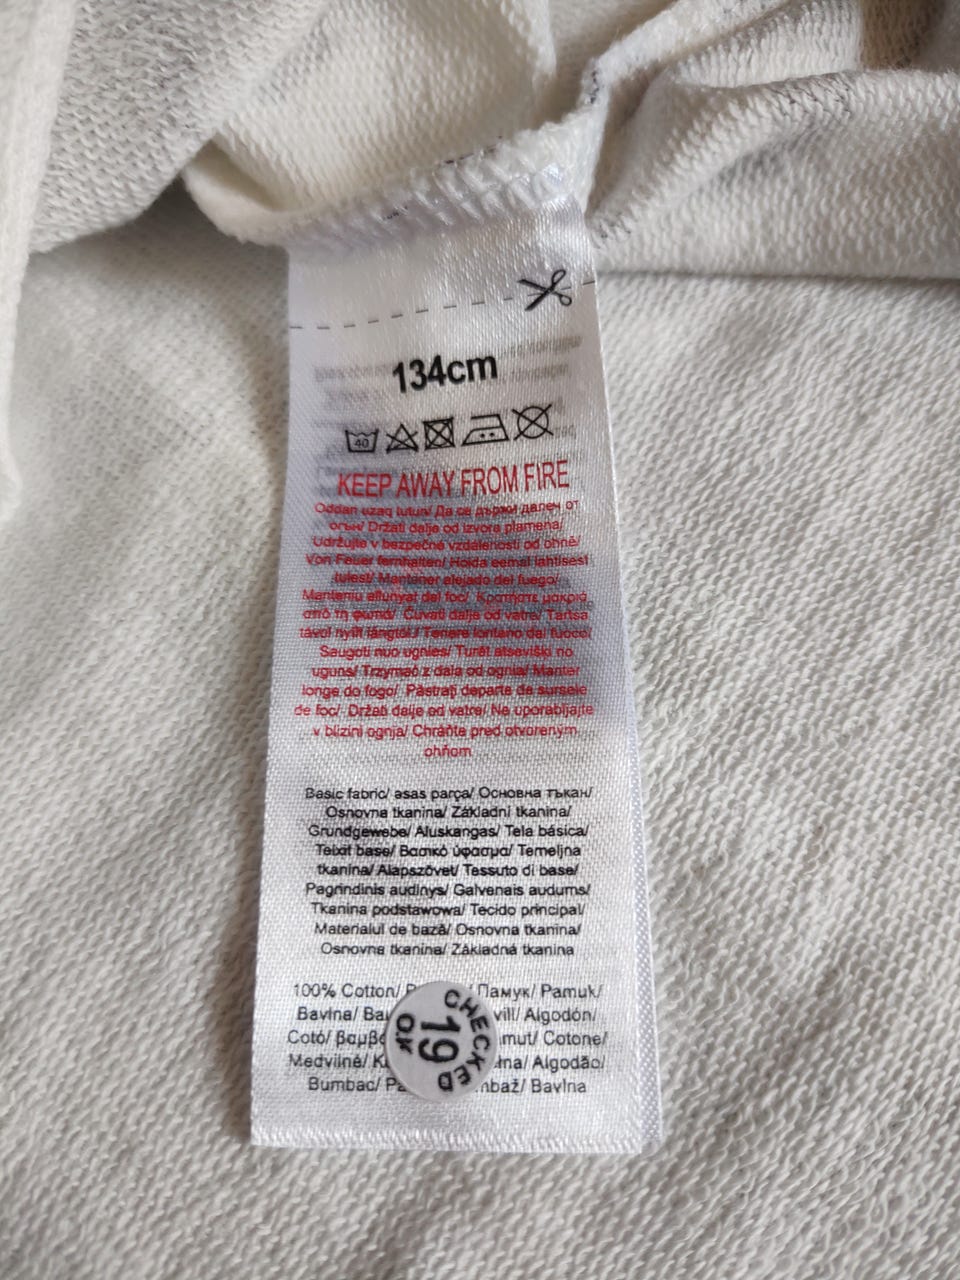 134cm
40
KEEP AWAY FROM FIRE
Oddan uzaq tutun/ Да се държи далеч от
огън/ Držati dalje od izvora plamena/
Udržujte v bezpečné vzdálenosti od ohně/
Von Feuer fernhalten/ Hoida eemal lahtisest
tulest/ Mantener alejado del fuego/
Manteniu allunyat del foc/ Κρατήστε μακριά
από τη φωτιά/ Čuvati dalje od vatre/ Tartsa
távol nyílt lángtól/ Tenere lontano dal fuoco/
Saugoti nuo ugnies/ Turēt atsevišķi no
uguns/ Trzymać z dala od ognia/ Manter
longe do fogo/ Păstrați departe de sursele
de foc/ Držati dalje od vatre/ Ne uporabljajte
v bližini ognja/ Chráňte pred otvoreným
ohňom
Basic fabric/ əsas parça/ Основна тъкан/
Osnovna tkanina/ Základní tkanina/
Grundgewebe/ Aluskangas/ Tela básica/
Teixit base/ Βασικό ύφασμα/ Temeljna
tkanina/ Alapszövet/ Tessuto di base/
Pagrindinis audinys/ Galvenais audums/
Tkanina podstawowa/ Tecido principal/
Materialul de bază/ Osnovna tkanina/
Osnovna tkanina/ Základná tkanina
100% Cotton/ Памук/ Pamuk/
Bavlna/ Algodón/
Cotó/ Cotone/
Medvilnė/ Algodão/
Bumbac/ Bavlna
CHECKED
19
OK